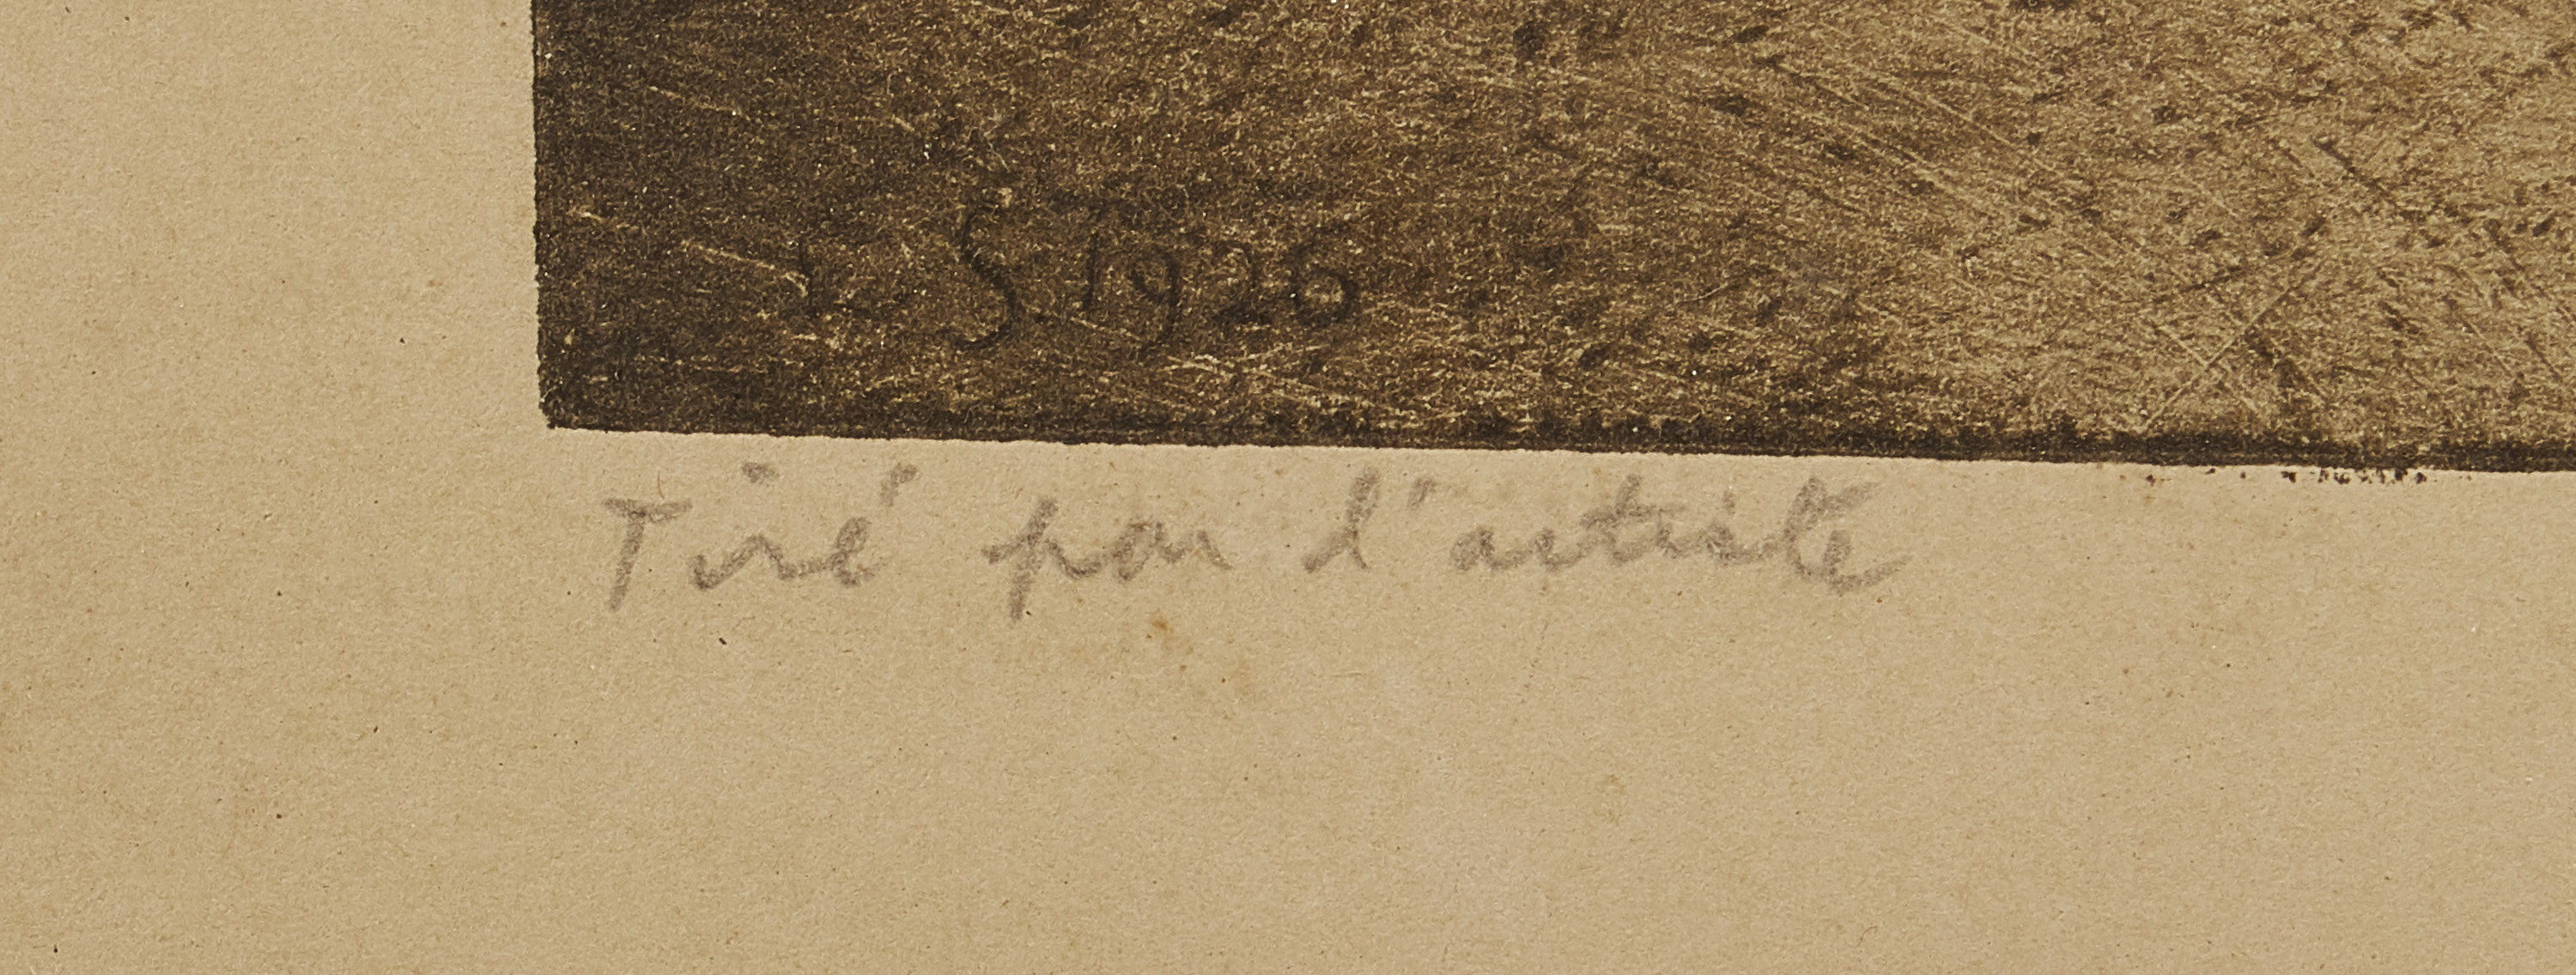 L S 1926
Tiré par l'artiste